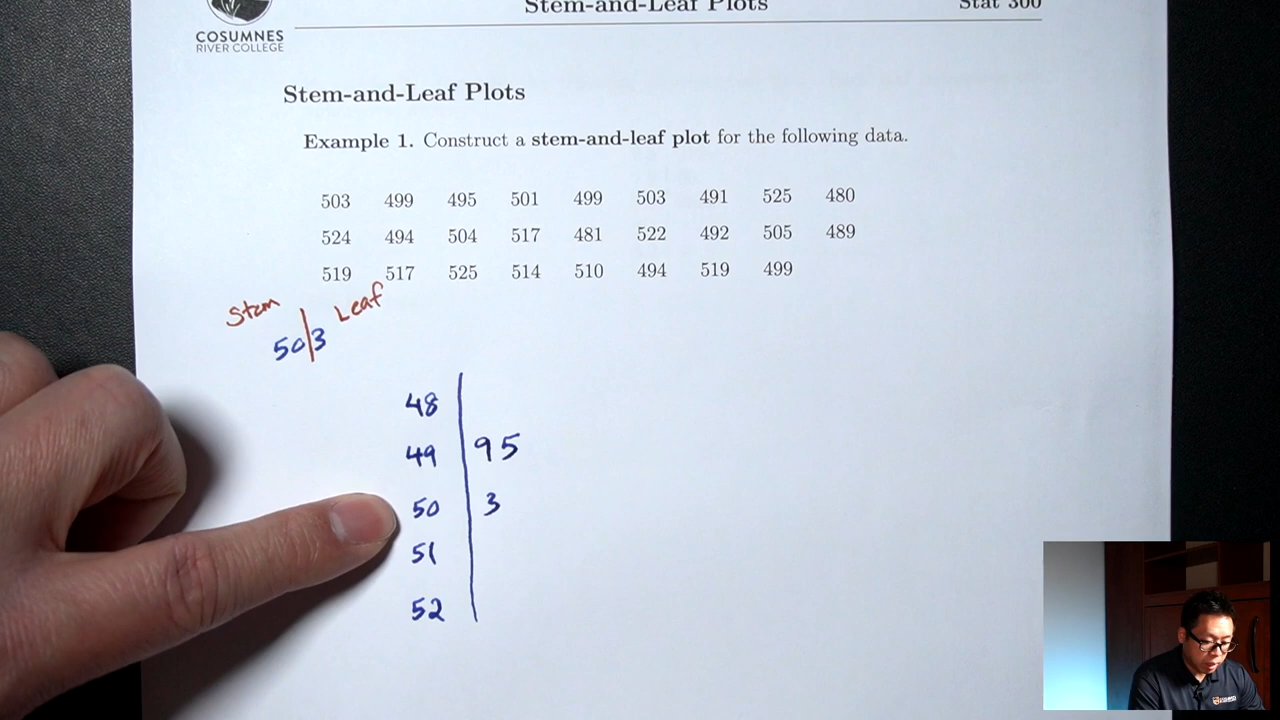 Stem-and-Leaf Plots Stat 300
COSUMNES
RIVER COLLEGE
Stem-and-Leaf Plots
Example 1. Construct a stem-and-leaf plot for the following data.
503 499 495 501 499 503 491 525 480
524 494 504 517 481 522 492 505 489
519 517 525 514 510 494 519 499
Stem Leaf
50|3
48
49 95
50 3
51
52